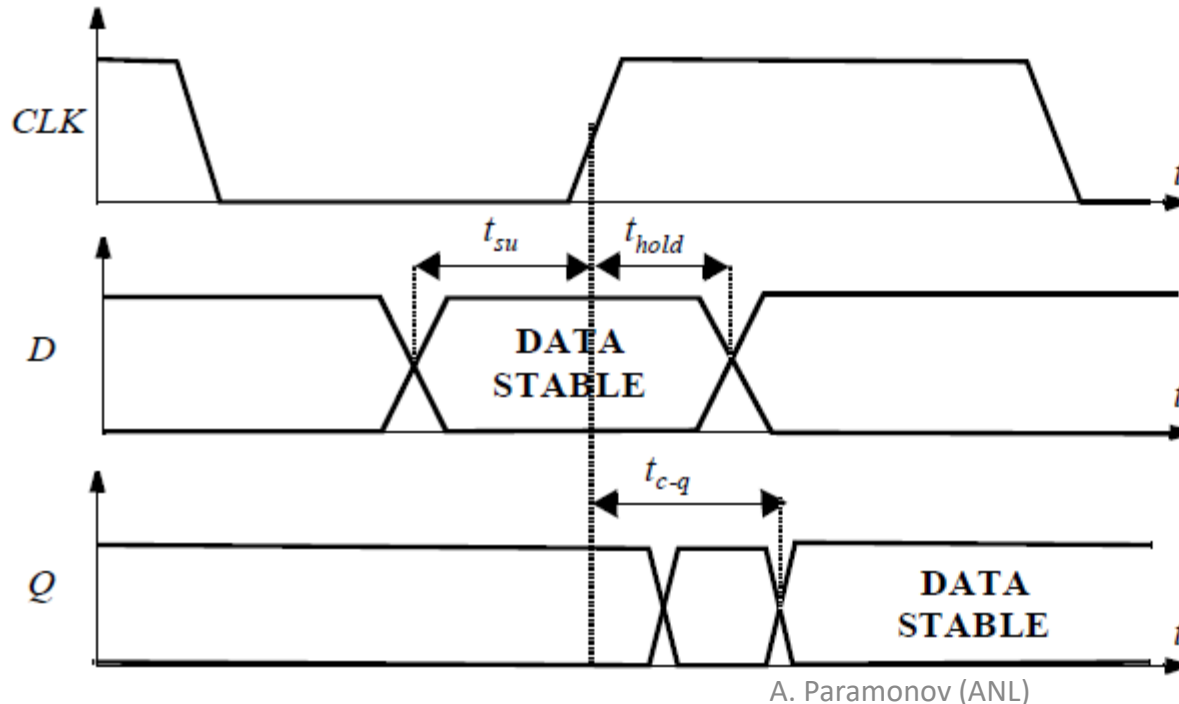 CLK
t
t_su t_hold
D
DATA
STABLE
t
t_c-q
Q
DATA
STABLE
t
A. Paramonov (ANL)